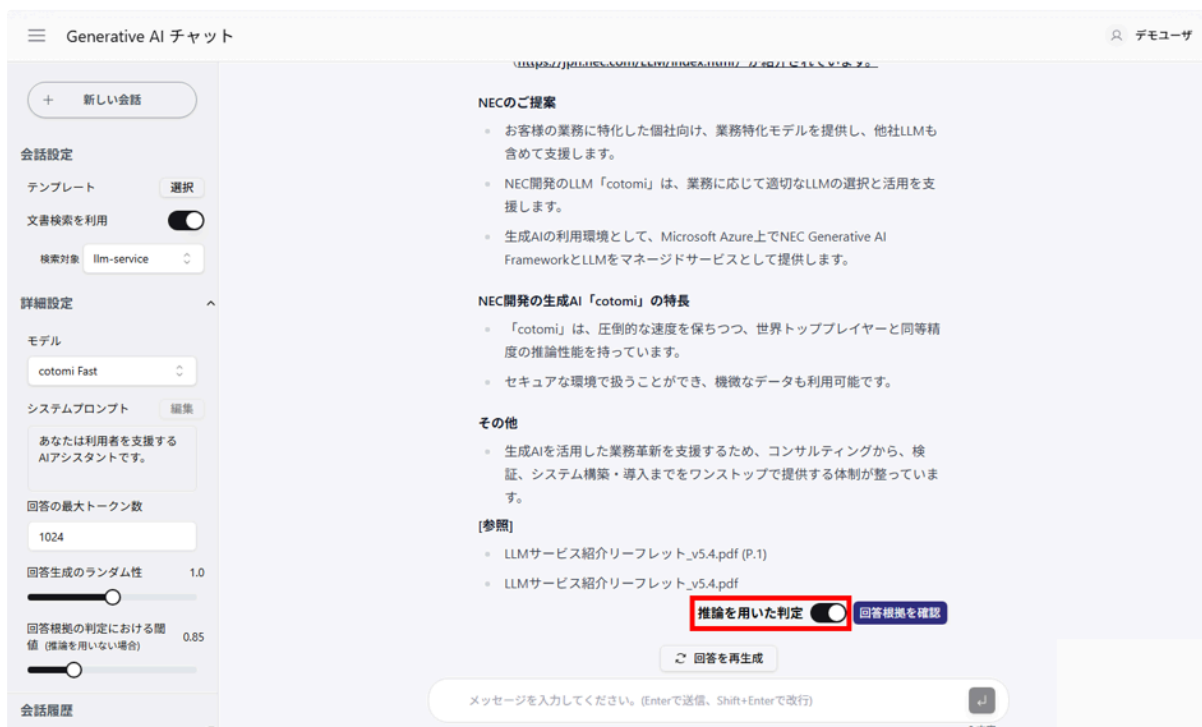 Generative AI チャット
デモユーザ
新しい会話
会話設定
テンプレート
選択
文書検索を利用
検索対象
llm-service
詳細設定
モデル
cotomi Fast
システムプロンプト
編集
あなたは利用者を支援する
AIアシスタントです。
回答の最大トークン数
1024
回答生成のランダム性
1.0
回答根拠の判定における閾
値 (推論を用いない場合)
0.85
会話履歴
(https://jpn.nec.com/LLM/index.html) が紹介されています。
NECのご提案
お客様の業務に特化した個社向け、業務特化モデルを提供し、他社LLMも
含めて支援します。
NEC開発のLLM「cotomi」は、業務に応じて適切なLLMの選択と活用を支
援します。
生成AIの利用環境として、Microsoft Azure上でNEC Generative AI
FrameworkとLLMをマネージドサービスとして提供します。
NEC開発の生成AI「cotomi」の特長
「cotomi」は、圧倒的な速度を保ちつつ、世界トッププレイヤーと同等精
度の推論性能を持っています。
セキュアな環境で扱うことができ、機微なデータも利用可能です。
その他
生成AIを活用した業務革新を支援するため、コンサルティングから、検
証、システム構築・導入までをワンストップで提供する体制が整っていま
す。
[参照]
LLMサービス紹介リーフレット_v5.4.pdf (P.1)
LLMサービス紹介リーフレット_v5.4.pdf
推論を用いた判定
回答根拠を確認
回答を再生成
メッセージを入力してください。(Enterで送信、Shift+Enterで改行)